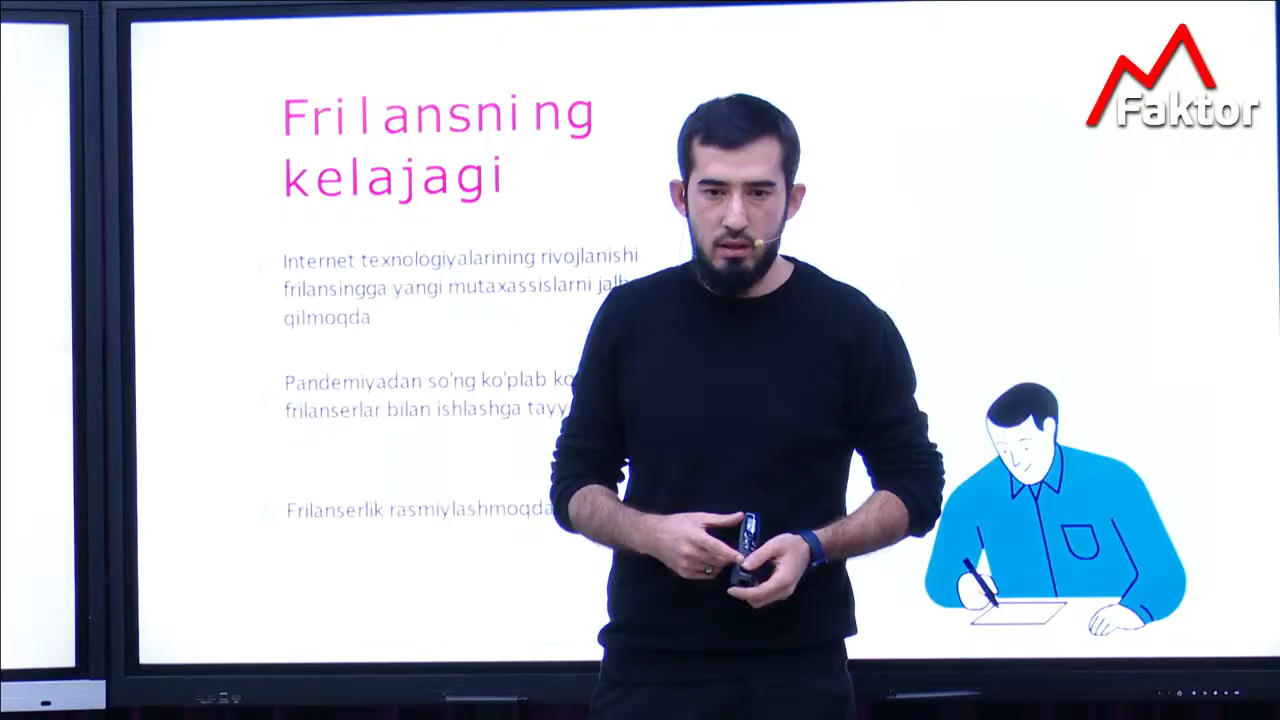 Frilansning
kelajagi
Internet texnologiyalarining rivojlanishi
frilansingga yangi mutaxassislarni
qilmoqda
Pandemiyadan so'ng ko'plab
frilanserlar bilan ishlashga
Frilanserlik rasmiylashmoqda
Faktor